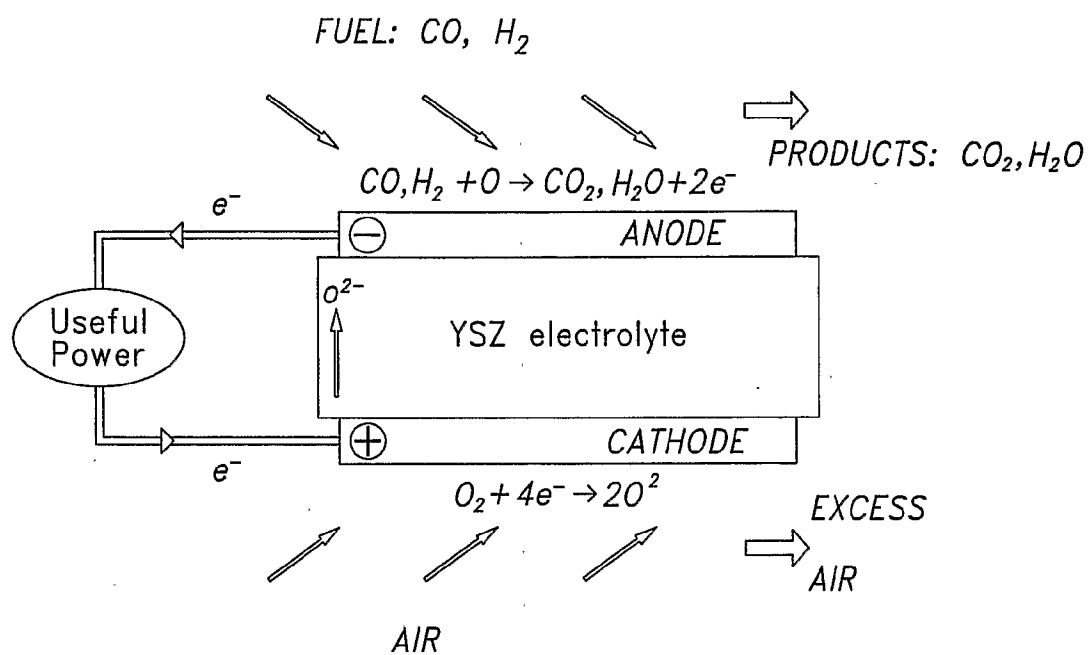 FUEL: CO, H₂
PRODUCTS: CO₂,H₂O
CO,H₂ +O → CO₂, H₂O+2e⁻
e⁻
⊖
ANODE
O²⁻
YSZ electrolyte
Useful
Power
⊕
CATHODE
e⁻
O₂+4e⁻→2O²
EXCESS
AIR
AIR